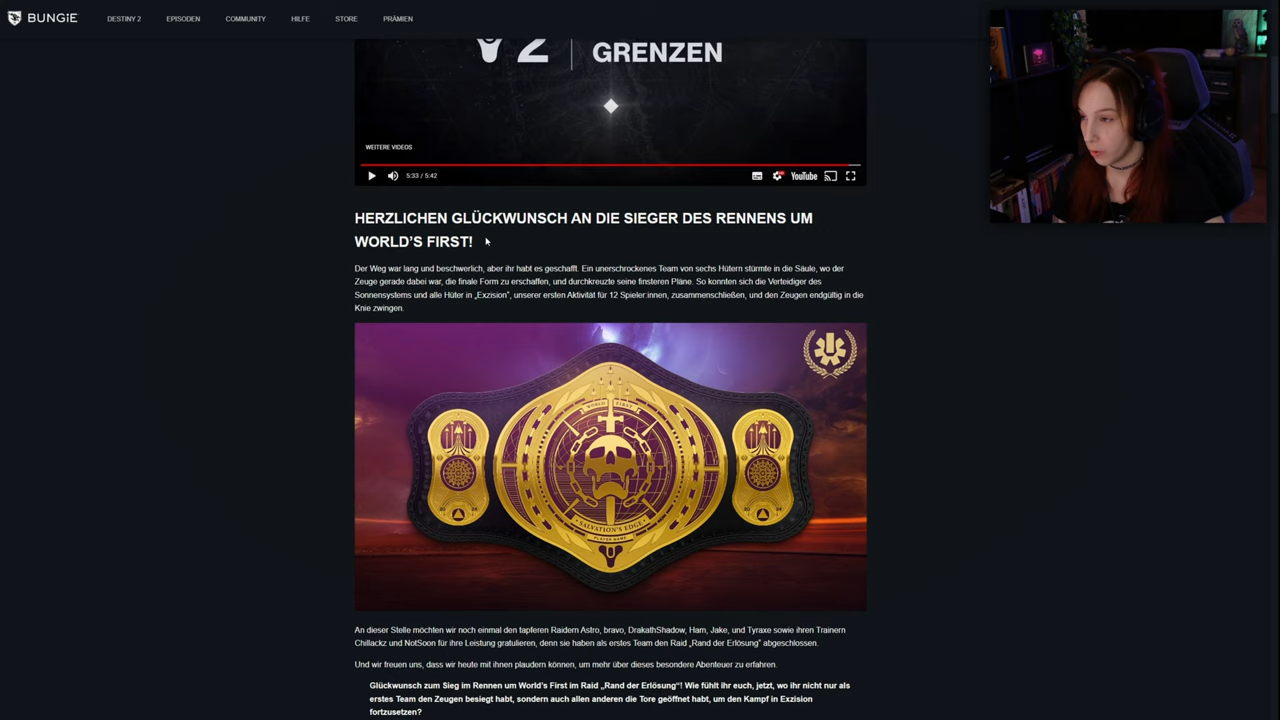 BUNGiE
DESTINY 2
EPISODEN
COMMUNITY
HILFE
STORE
PRÄMIEN
2
GRENZEN
WEITERE VIDEOS
5:33 / 5:42
YouTube
HERZLICHEN GLÜCKWUNSCH AN DIE SIEGER DES RENNENS UM
WORLD'S FIRST!
Der Weg war lang und beschwerlich, aber ihr habt es geschafft. Ein unerschrockenes Team von sechs Hütern stürmte in die Säule, wo der
Zeuge gerade dabei war, die finale Form zu erschaffen, und durchkreuzte seine finsteren Pläne. So konnten sich die Verteidiger des
Sonnensystems und alle Hüter in „Exzision“, unserer ersten Aktivität für 12 Spieler:innen, zusammenschließen, und den Zeugen endgültig in die
Knie zwingen.
WORLD FIRST
SALVATION'S EDGE
PLAYER NAME
20 24
20 24
An dieser Stelle möchten wir noch einmal den tapferen Raidern Astro, bravo, DrakathShadow, Ham, Jake, und Tyraxe sowie ihren Trainern
Chillackz und NotSoon für ihre Leistung gratulieren, denn sie haben als erstes Team den Raid „Rand der Erlösung“ abgeschlossen.
Und wir freuen uns, dass wir heute mit ihnen plaudern können, um mehr über dieses besondere Abenteuer zu erfahren.
Glückwunsch zum Sieg im Rennen um World's First im Raid „Rand der Erlösung“! Wie fühlt ihr euch, jetzt, wo ihr nicht nur als
erstes Team den Zeugen besiegt habt, sondern auch allen anderen die Tore geöffnet habt, um den Kampf in Exzision
fortzusetzen?